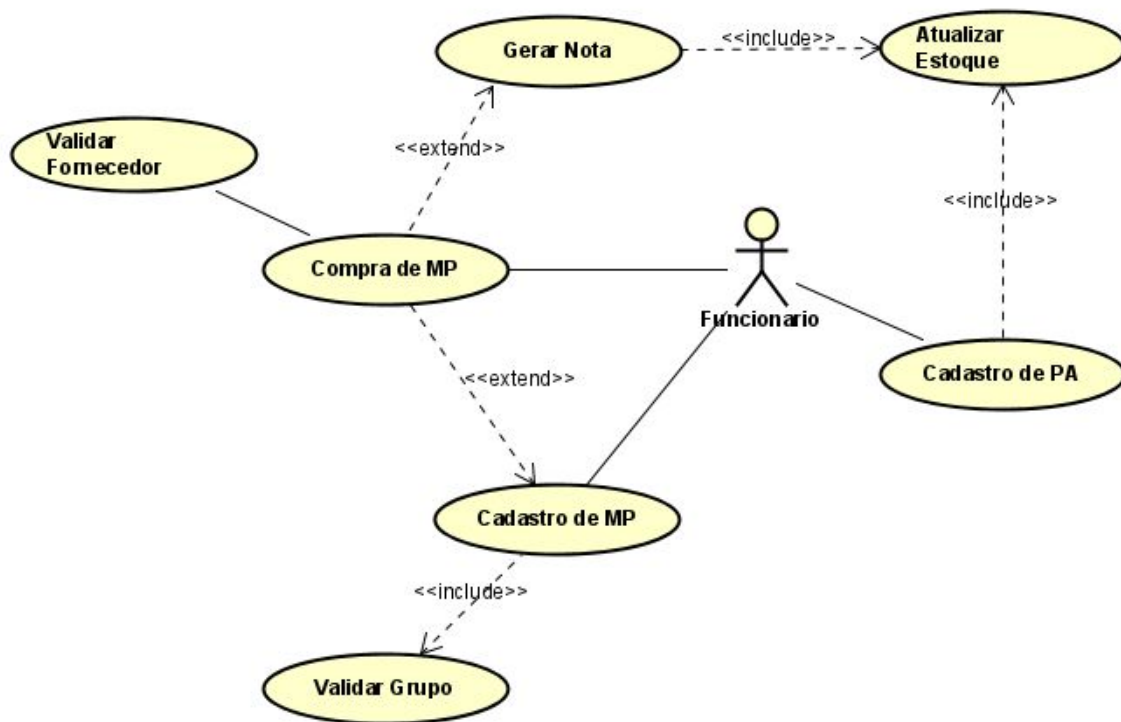 Gerar Nota
<<include>>
Atualizar
Estoque
Validar
Fornecedor
<<extend>>
<<include>>
Compra de MP
Funcionario
<<extend>>
Cadastro de PA
Cadastro de MP
<<include>>
Validar Grupo